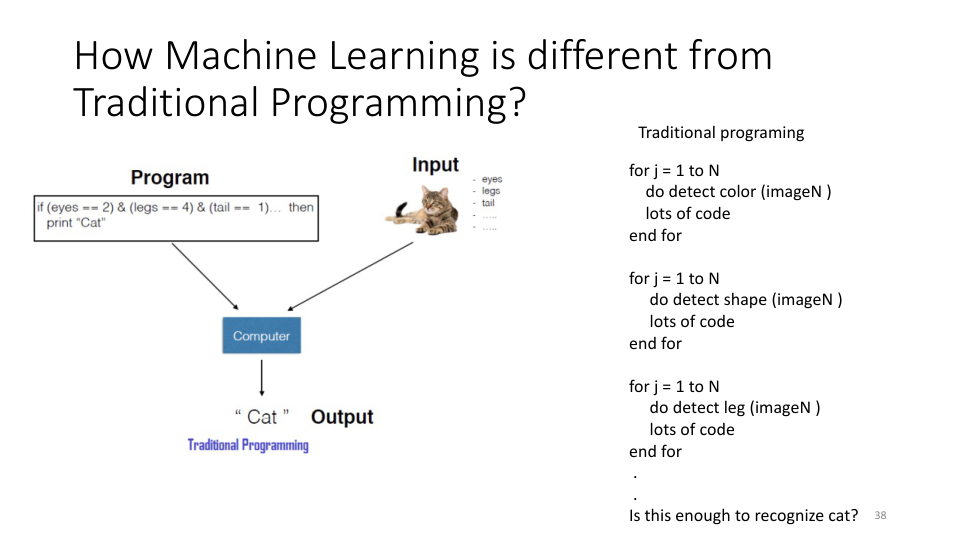 How Machine Learning is different from
Traditional Programming?
Program
if (eyes == 2) & (legs == 4) & (tail == 1)... then
print "Cat"
Input
- eyes
- legs
- tail
- .....
- .....
Computer
" Cat " Output
Traditional Programming
Traditional programing
for j = 1 to N
do detect color (imageN )
lots of code
end for
for j = 1 to N
do detect shape (imageN )
lots of code
end for
for j = 1 to N
do detect leg (imageN )
lots of code
end for
.
.
Is this enough to recognize cat?
38